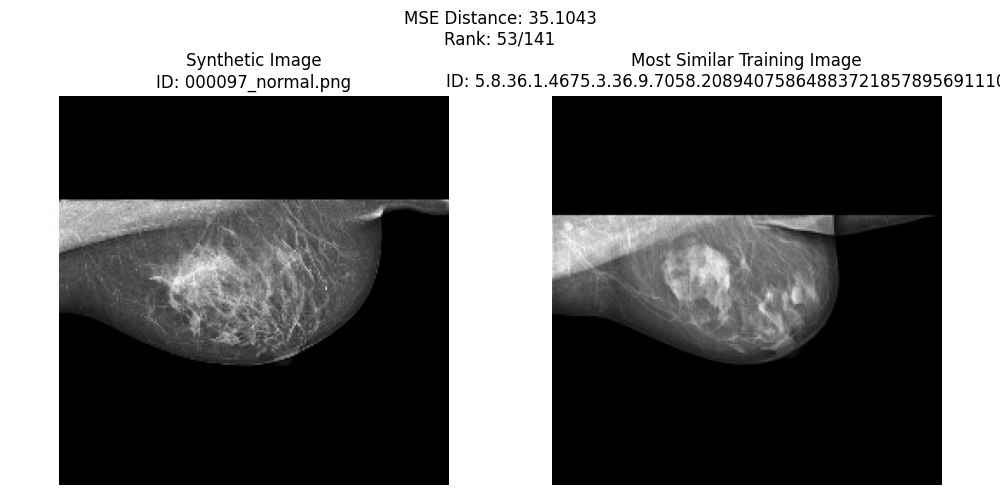 MSE Distance: 35.1043
Rank: 53/141
Synthetic Image
ID: 000097_normal.png
Most Similar Training Image
ID: 5.8.36.1.4675.3.36.9.7058.20894075864883721857895691110